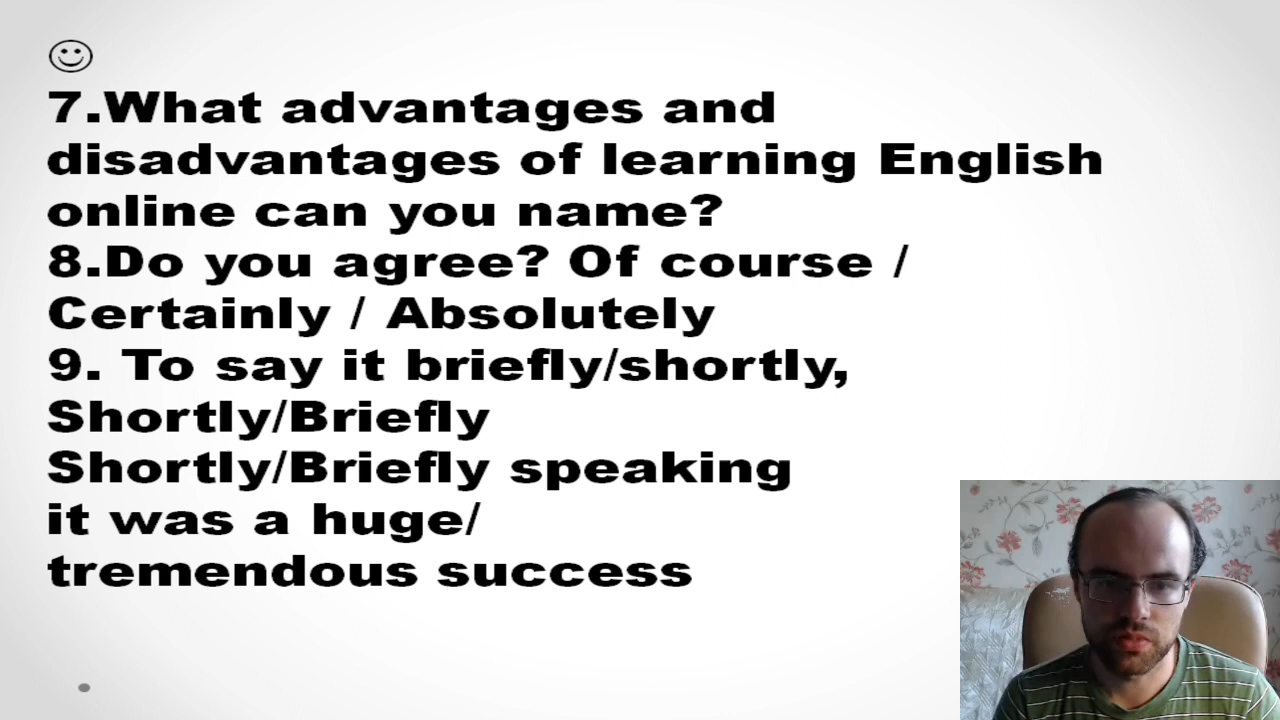 7.What advantages and
disadvantages of learning English
online can you name?
8.Do you agree? Of course /
Certainly / Absolutely
9. To say it briefly/shortly,
Shortly/Briefly
Shortly/Briefly speaking
it was a huge/
tremendous success